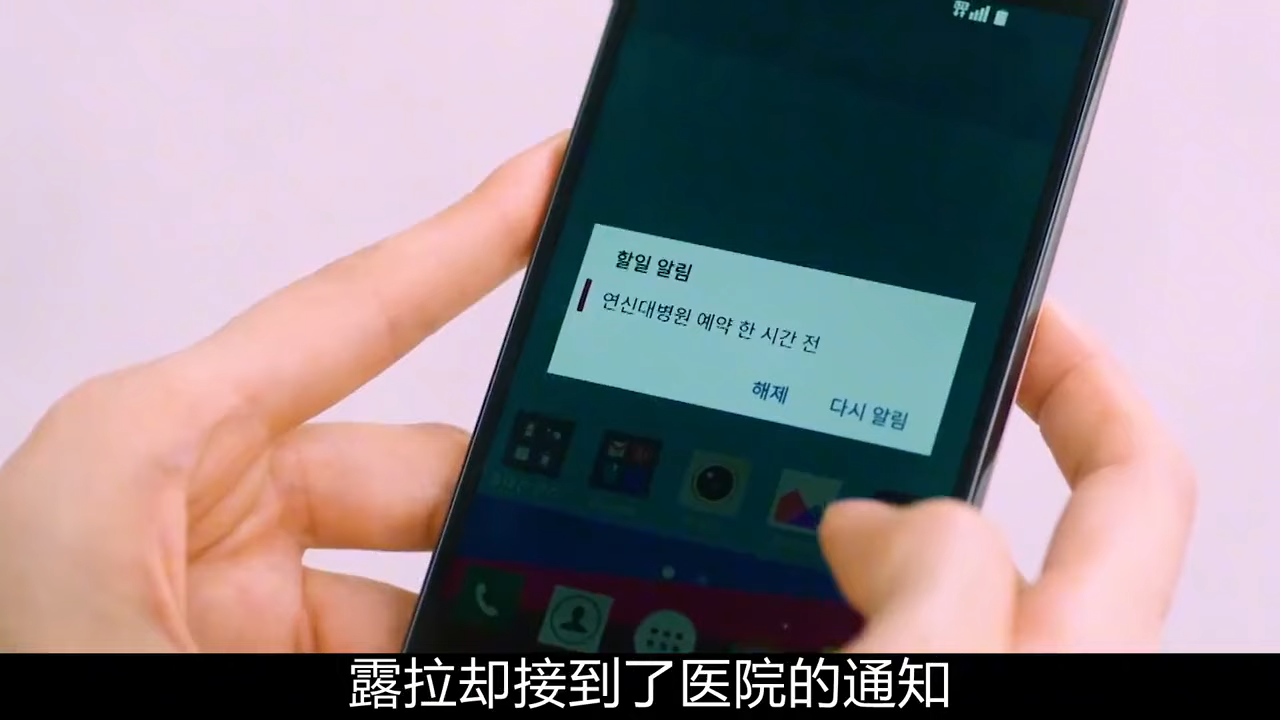 할일 알림
연신대병원 예약 한 시간 전
해제
다시 알림
露拉却接到了医院的通知